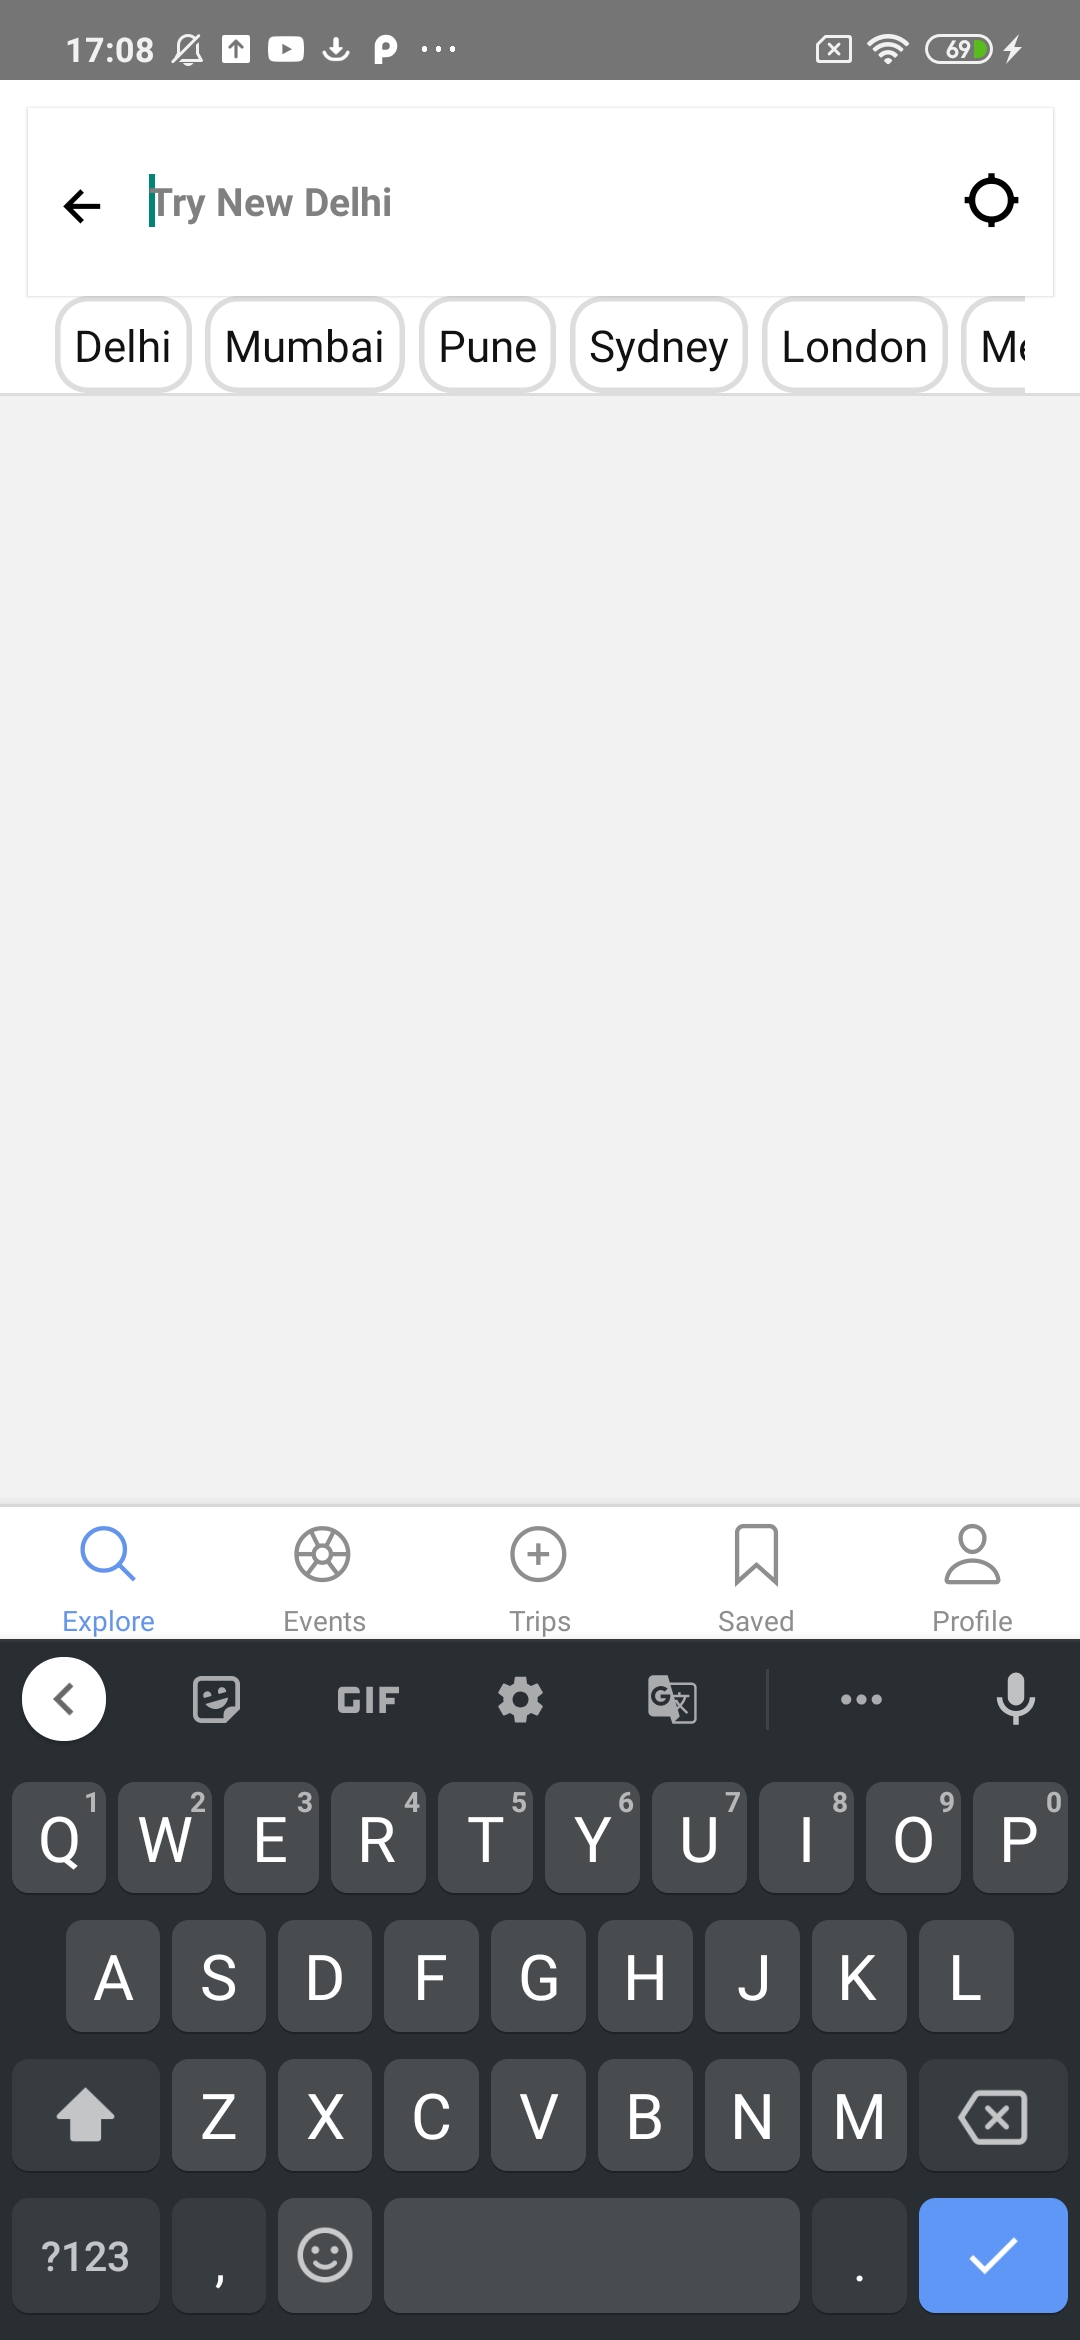 17:08 ... 69
Try New Delhi
Delhi Mumbai Pune Sydney London Me
Explore Events Trips Saved Profile
GIF G
1 2 3 4 5 6 7 8 9 0
Q W E R T Y U I O P
A S D F G H J K L
Z X C V B N M
?123 , .